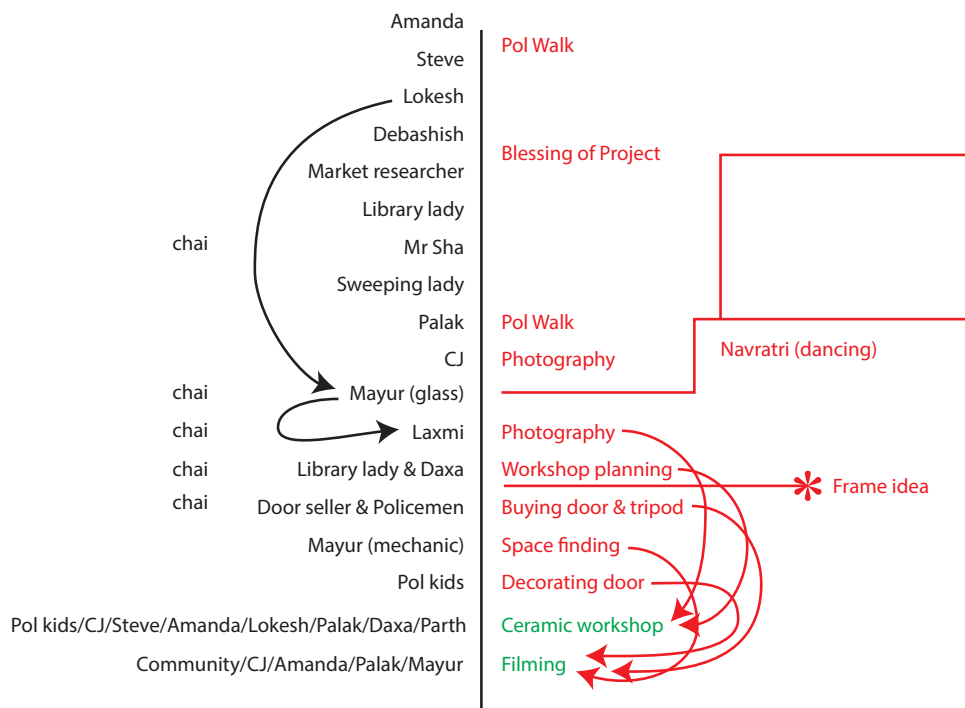 Amanda
Pol Walk
Steve
Lokesh
Debashish
Blessing of Project
Market researcher
Library lady
chai
Mr Sha
Sweeping lady
Palak
Pol Walk
CJ
Photography
Navratri (dancing)
chai
Mayur (glass)
chai
Laxmi
Photography
chai
Library lady & Daxa
Workshop planning
Frame idea
chai
Door seller & Policemen
Buying door & tripod
Mayur (mechanic)
Space finding
Pol kids
Decorating door
Pol kids/CJ/Steve/Amanda/Lokesh/Palak/Daxa/Parth
Ceramic workshop
Community/CJ/Amanda/Palak/Mayur
Filming